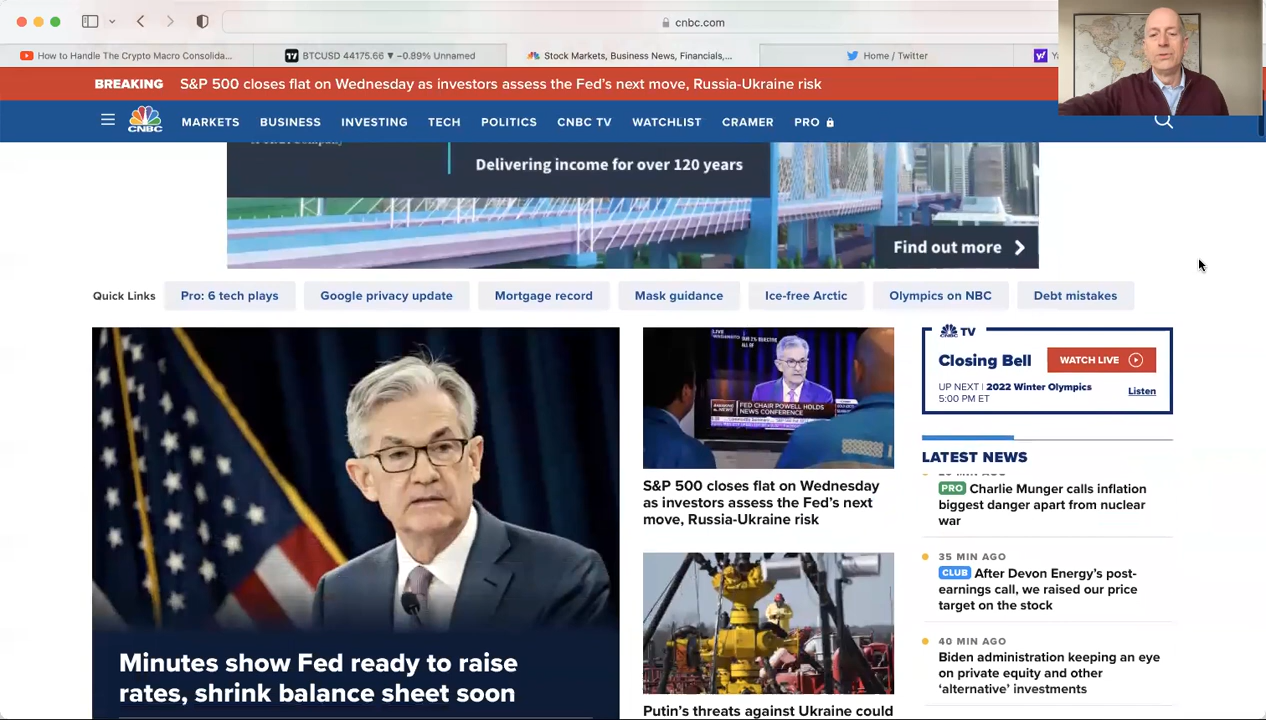 cnbc.com
How to Handle The Crypto Macro Consolida...
BTCUSD 44175.66 ▼ −0.89% Unnamed
Stock Markets, Business News, Financials,...
Home / Twitter
BREAKING S&P 500 closes flat on Wednesday as investors assess the Fed's next move, Russia-Ukraine risk
CNBC
MARKETS BUSINESS INVESTING TECH POLITICS CNBC TV WATCHLIST CRAMER PRO
Delivering income for over 120 years
Find out more
Quick Links
Pro: 6 tech plays
Google privacy update
Mortgage record
Mask guidance
Ice-free Arctic
Olympics on NBC
Debt mistakes
Minutes show Fed ready to raise
rates, shrink balance sheet soon
FED CHAIR POWELL HOLDS
NEWS CONFERENCE
S&P 500 closes flat on Wednesday
as investors assess the Fed's next
move, Russia-Ukraine risk
Putin's threats against Ukraine could
CNBC TV
Closing Bell
WATCH LIVE
UP NEXT | 2022 Winter Olympics
5:00 PM ET
Listen
LATEST NEWS
PRO Charlie Munger calls inflation
biggest danger apart from nuclear
war
35 MIN AGO
CLUB After Devon Energy's post-
earnings call, we raised our price
target on the stock
40 MIN AGO
Biden administration keeping an eye
on private equity and other
'alternative' investments